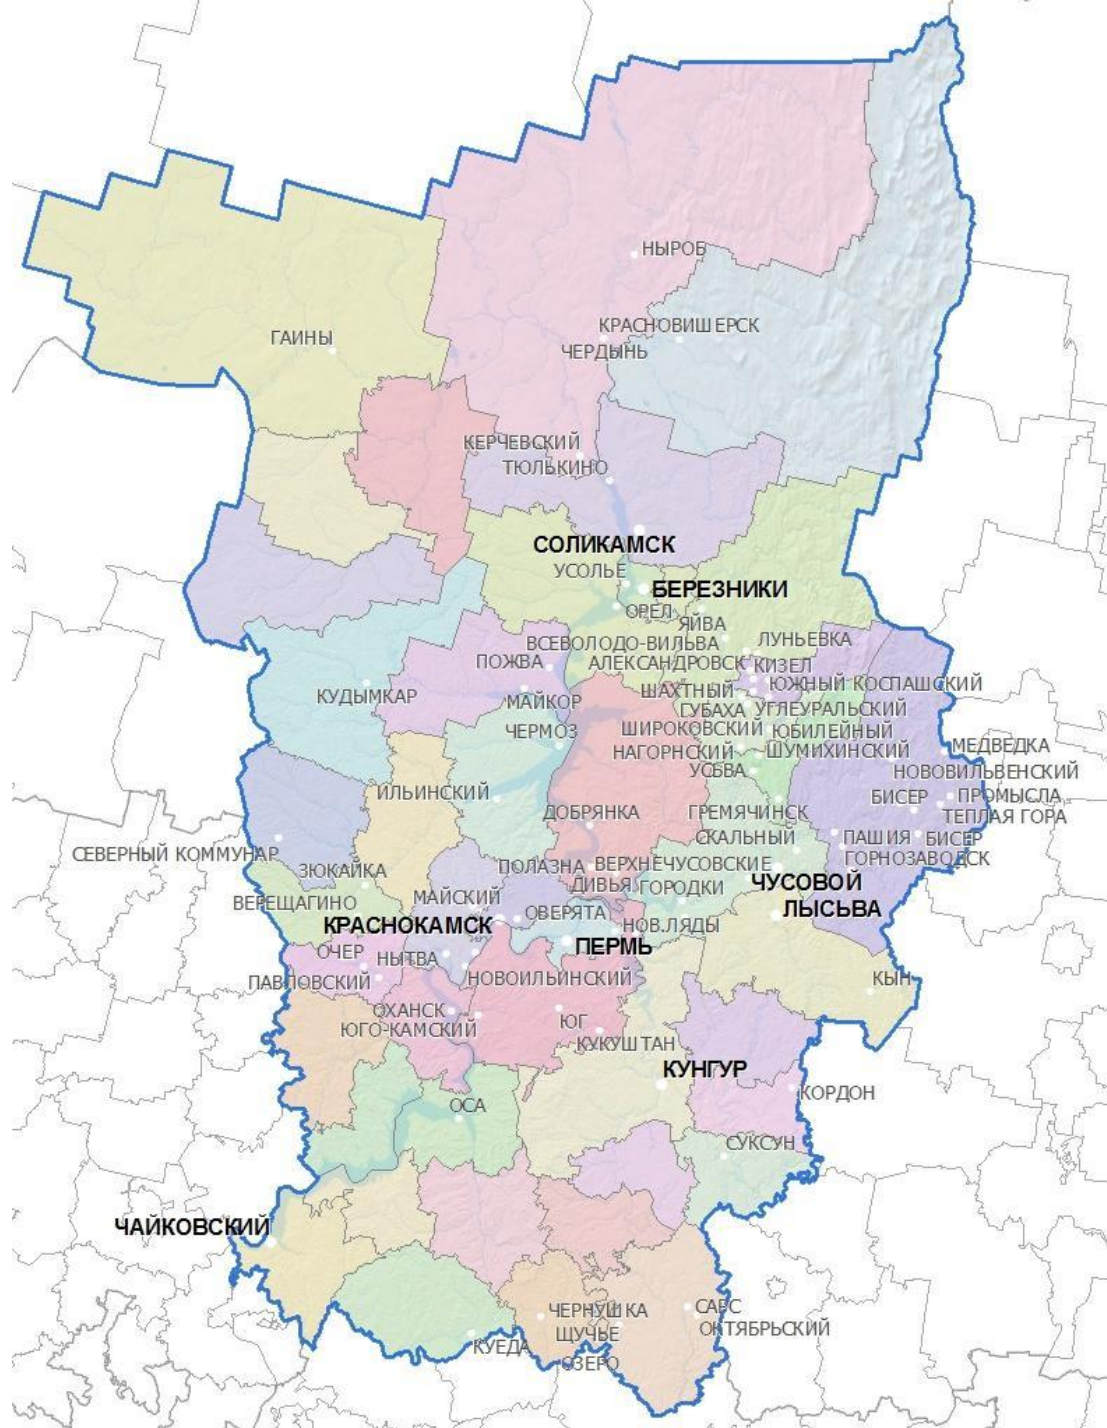 НЫРОБ
КРАСНОВИШЕРСК
ГАИНЫ
ЧЕРДЫНЬ
КЕРЧЕВСКИЙ
ТЮЛЬКИНО
СОЛИКАМСК
УСОЛЬЕ
БЕРЕЗНИКИ
ОРЕЛ
ЯЙВА
ВСЕВОЛОДО-ВИЛЬВА
ЛУНЬЕВКА
ПОЖВА
АЛЕКСАНДРОВСК
КИЗЕЛ
ЮЖНЫЙ КОСПАШСКИЙ
КУДЫМКАР
ШАХТНЫЙ
МАЙКОР
ГУБАХА
УГЛЕУРАЛЬСКИЙ
ЧЕРМОЗ
ШИРОКОВСКИЙ
ЮБИЛЕЙНЫЙ
НАГОРНСКИЙ
ШУМИХИНСКИЙ
МЕДВЕДКА
УСЬВА
НОВОВИЛЬВЕНСКИЙ
ИЛЬИНСКИЙ
БИСЕР
ПРОМЫСЛА
ДОБРЯНКА
ГРЕМЯЧИНСК
ТЕПЛАЯ ГОРА
СКАЛЬНЫЙ
ПАШИЯ
БИСЕР
СЕВЕРНЫЙ КОММУНАР
ГОРНОЗАВОДСК
ЗЮКАЙКА
ПОЛАЗНА
ВЕРХНЕЧУСОВСКИЕ
ДИВЬЯ
ГОРОДКИ
ЧУСОВОЙ
ВЕРЕЩАГИНО
МАЙСКИЙ
ЛЫСЬВА
КРАСНОКАМСК
ОВЕРЯТА
НОВ.ЛЯДЫ
ПЕРМЬ
ОЧЕР
НЫТВА
ПАВЛОВСКИЙ
НОВОИЛЬИНСКИЙ
КЫН
ОХАНСК
ЮГО-КАМСКИЙ
ЮГ
КУКУШТАН
КУНГУР
КОРДОН
ОСА
СУКСУН
ЧАЙКОВСКИЙ
ЧЕРНУШКА
САРС
ЩУЧЬЕ
ОКТЯБРЬСКИЙ
КУЕДА
ОЗЕРО